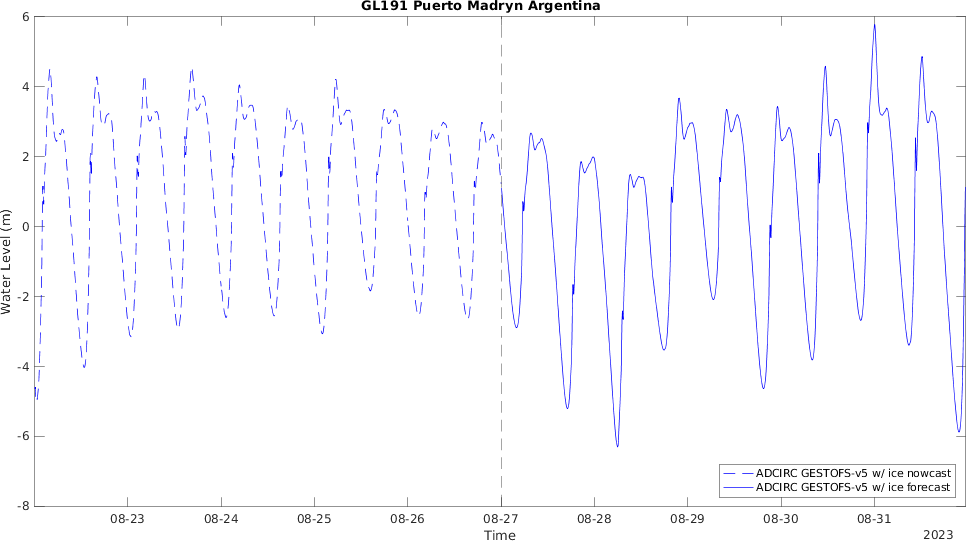 GL191 Puerto Madryn Argentina
6
4
2
0
-2
-4
-6
-8
Water Level (m)
ADCIRC GESTOFS-v5 w/ ice nowcast
ADCIRC GESTOFS-v5 w/ ice forecast
08-23 08-24 08-25 08-26 08-27 08-28 08-29 08-30 08-31
Time 2023